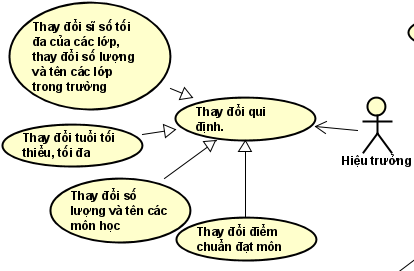 Thay đổi sĩ số tối
đa của các lớp,
thay đổi số lượng
và tên các lớp
trong trường
Thay đổi qui
định.
Hiệu trưởng
Thay đổi tuổi tối
thiểu, tối đa
Thay đổi số
lượng và tên các
môn học
Thay đổi điểm
chuẩn đạt môn